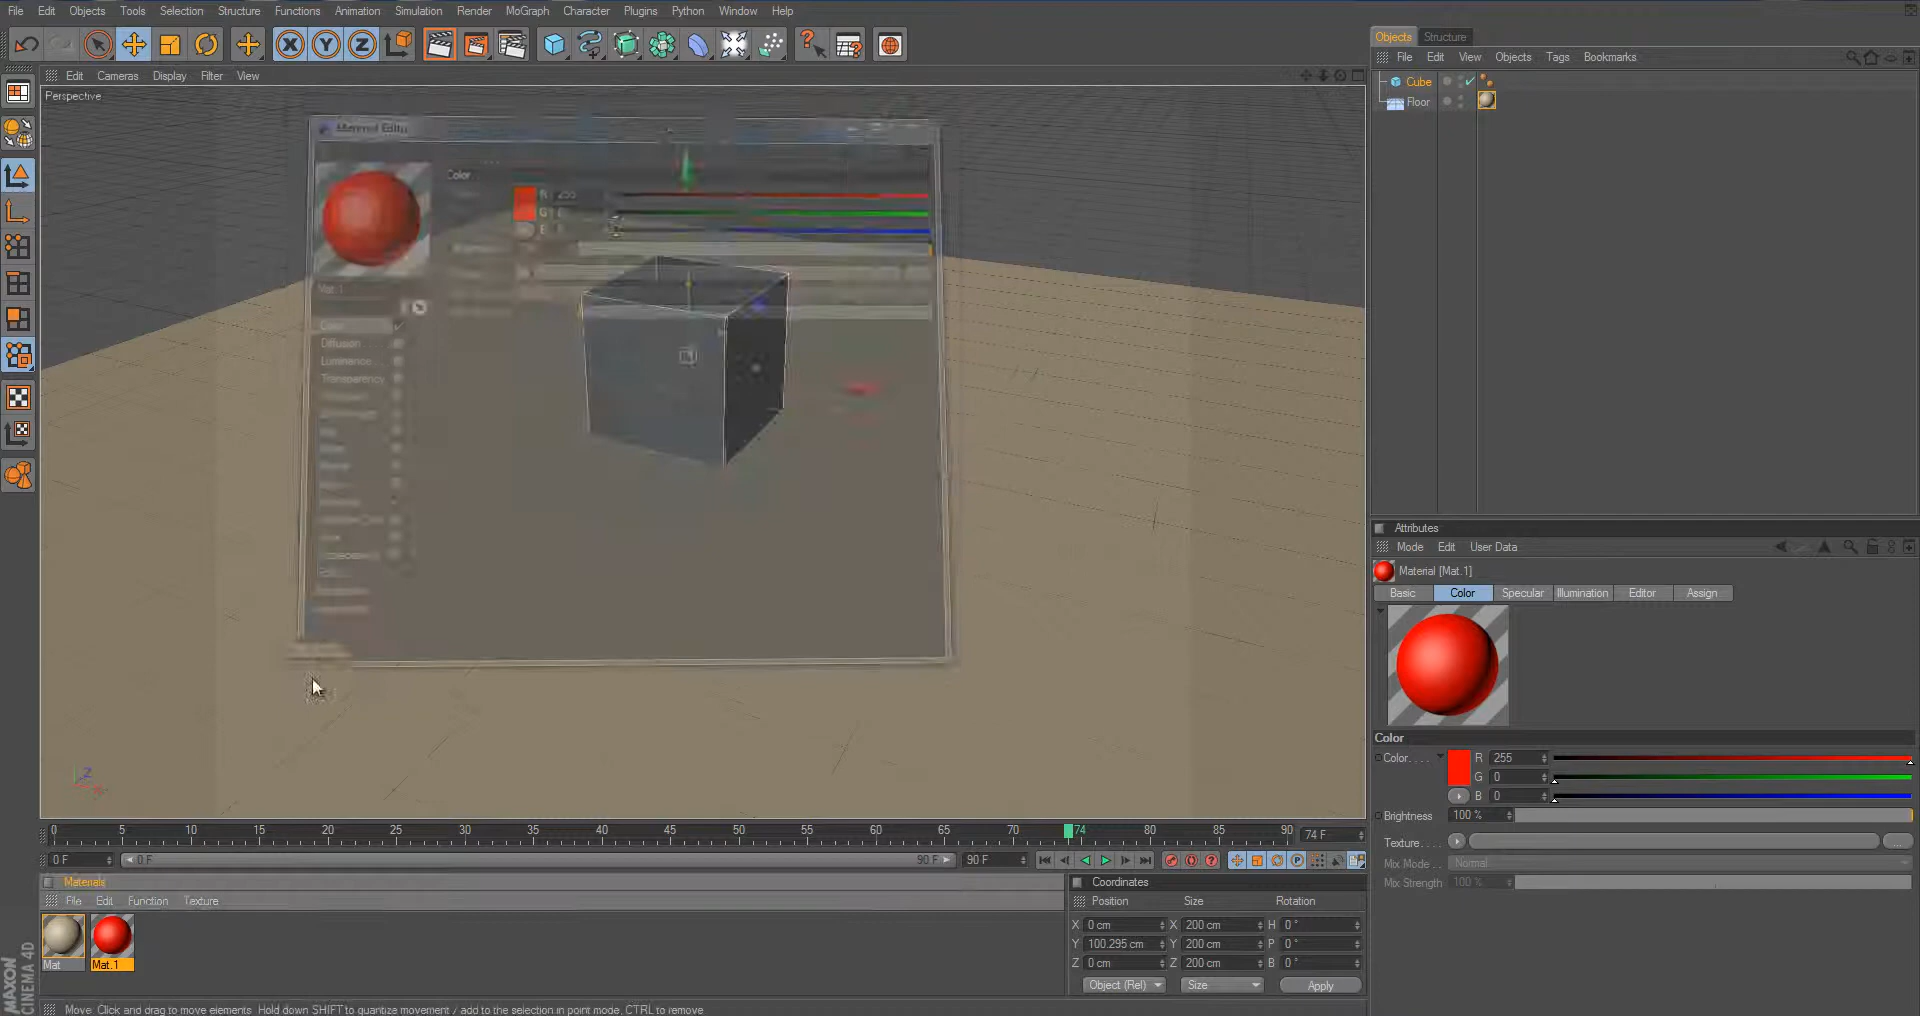 File Edit Objects Tools Selection Structure Functions Animation Simulation Render MoGraph Character Plugins Python Window Help
Edit Cameras Display Filter View
Perspective
Material Editor
Color
R 255
G
Mat.1
Color
Diffusion
Luminance
Transparency
Objects Structure
File Edit View Objects Tags Bookmarks
Cube
Floor
Attributes
Mode Edit User Data
Material [Mat.1]
Basic Color Specular Illumination Editor Assign
Color
Color. . . . R 255
G 0
B 0
Brightness 100 %
Texture. . . . ...
Mix Mode . . Normal
Mix Strength 100 %
0 5 10 15 20 25 30 35 40 45 50 55 60 65 70 74 80 85 90 74 F
0 F 0 F 90 F 90 F
Materials
File Edit Function Texture
Mat Mat.1
Coordinates
Position Size Rotation
X 0 cm X 200 cm H 0 °
Y 100.295 cm Y 200 cm P 0 °
Z 0 cm Z 200 cm B 0 °
Object (Rel) Size Apply
MAXON
CINEMA 4D
Move: Click and drag to move elements. Hold down SHIFT to quantize movement / add to the selection in point mode, CTRL to remove